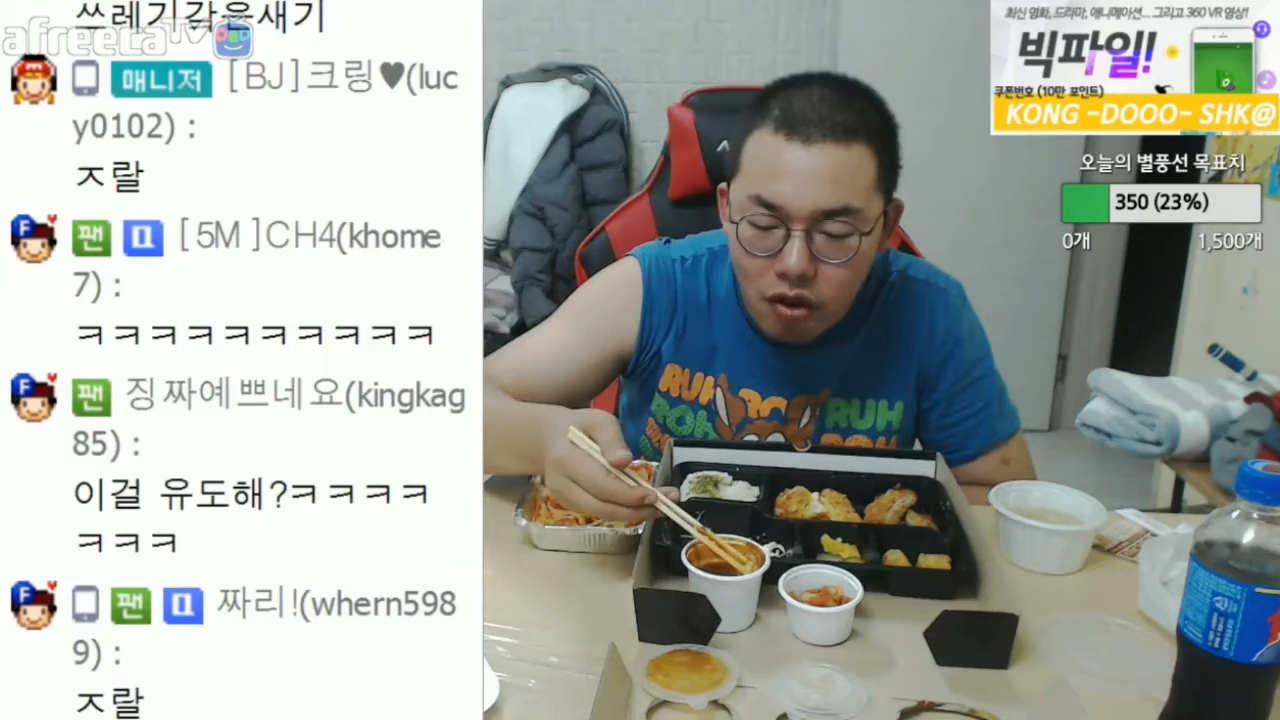 쓰레기같은새기
afreecaTV
매니저 [BJ]크링♥(luc
y0102) :
ㅈ랄
팬 [5M]CH4(khome
7) :
ㅋㅋㅋㅋㅋㅋㅋㅋㅋㅋ
팬 징짜예쁘네요(kingkag
85) :
이걸 유도해?ㅋㅋㅋㅋ
ㅋㅋㅋ
팬 짜리!(whern598
9) :
ㅈ랄
최신 영화, 드라마, 애니메이션... 그리고 360 VR 영상!
빅파일!
쿠폰번호 (10만 포인트)
KONG -DOOO- SHK@
오늘의 별풍선 목표치
350 (23%)
0개 1,500개
RUH
RUH
ROH